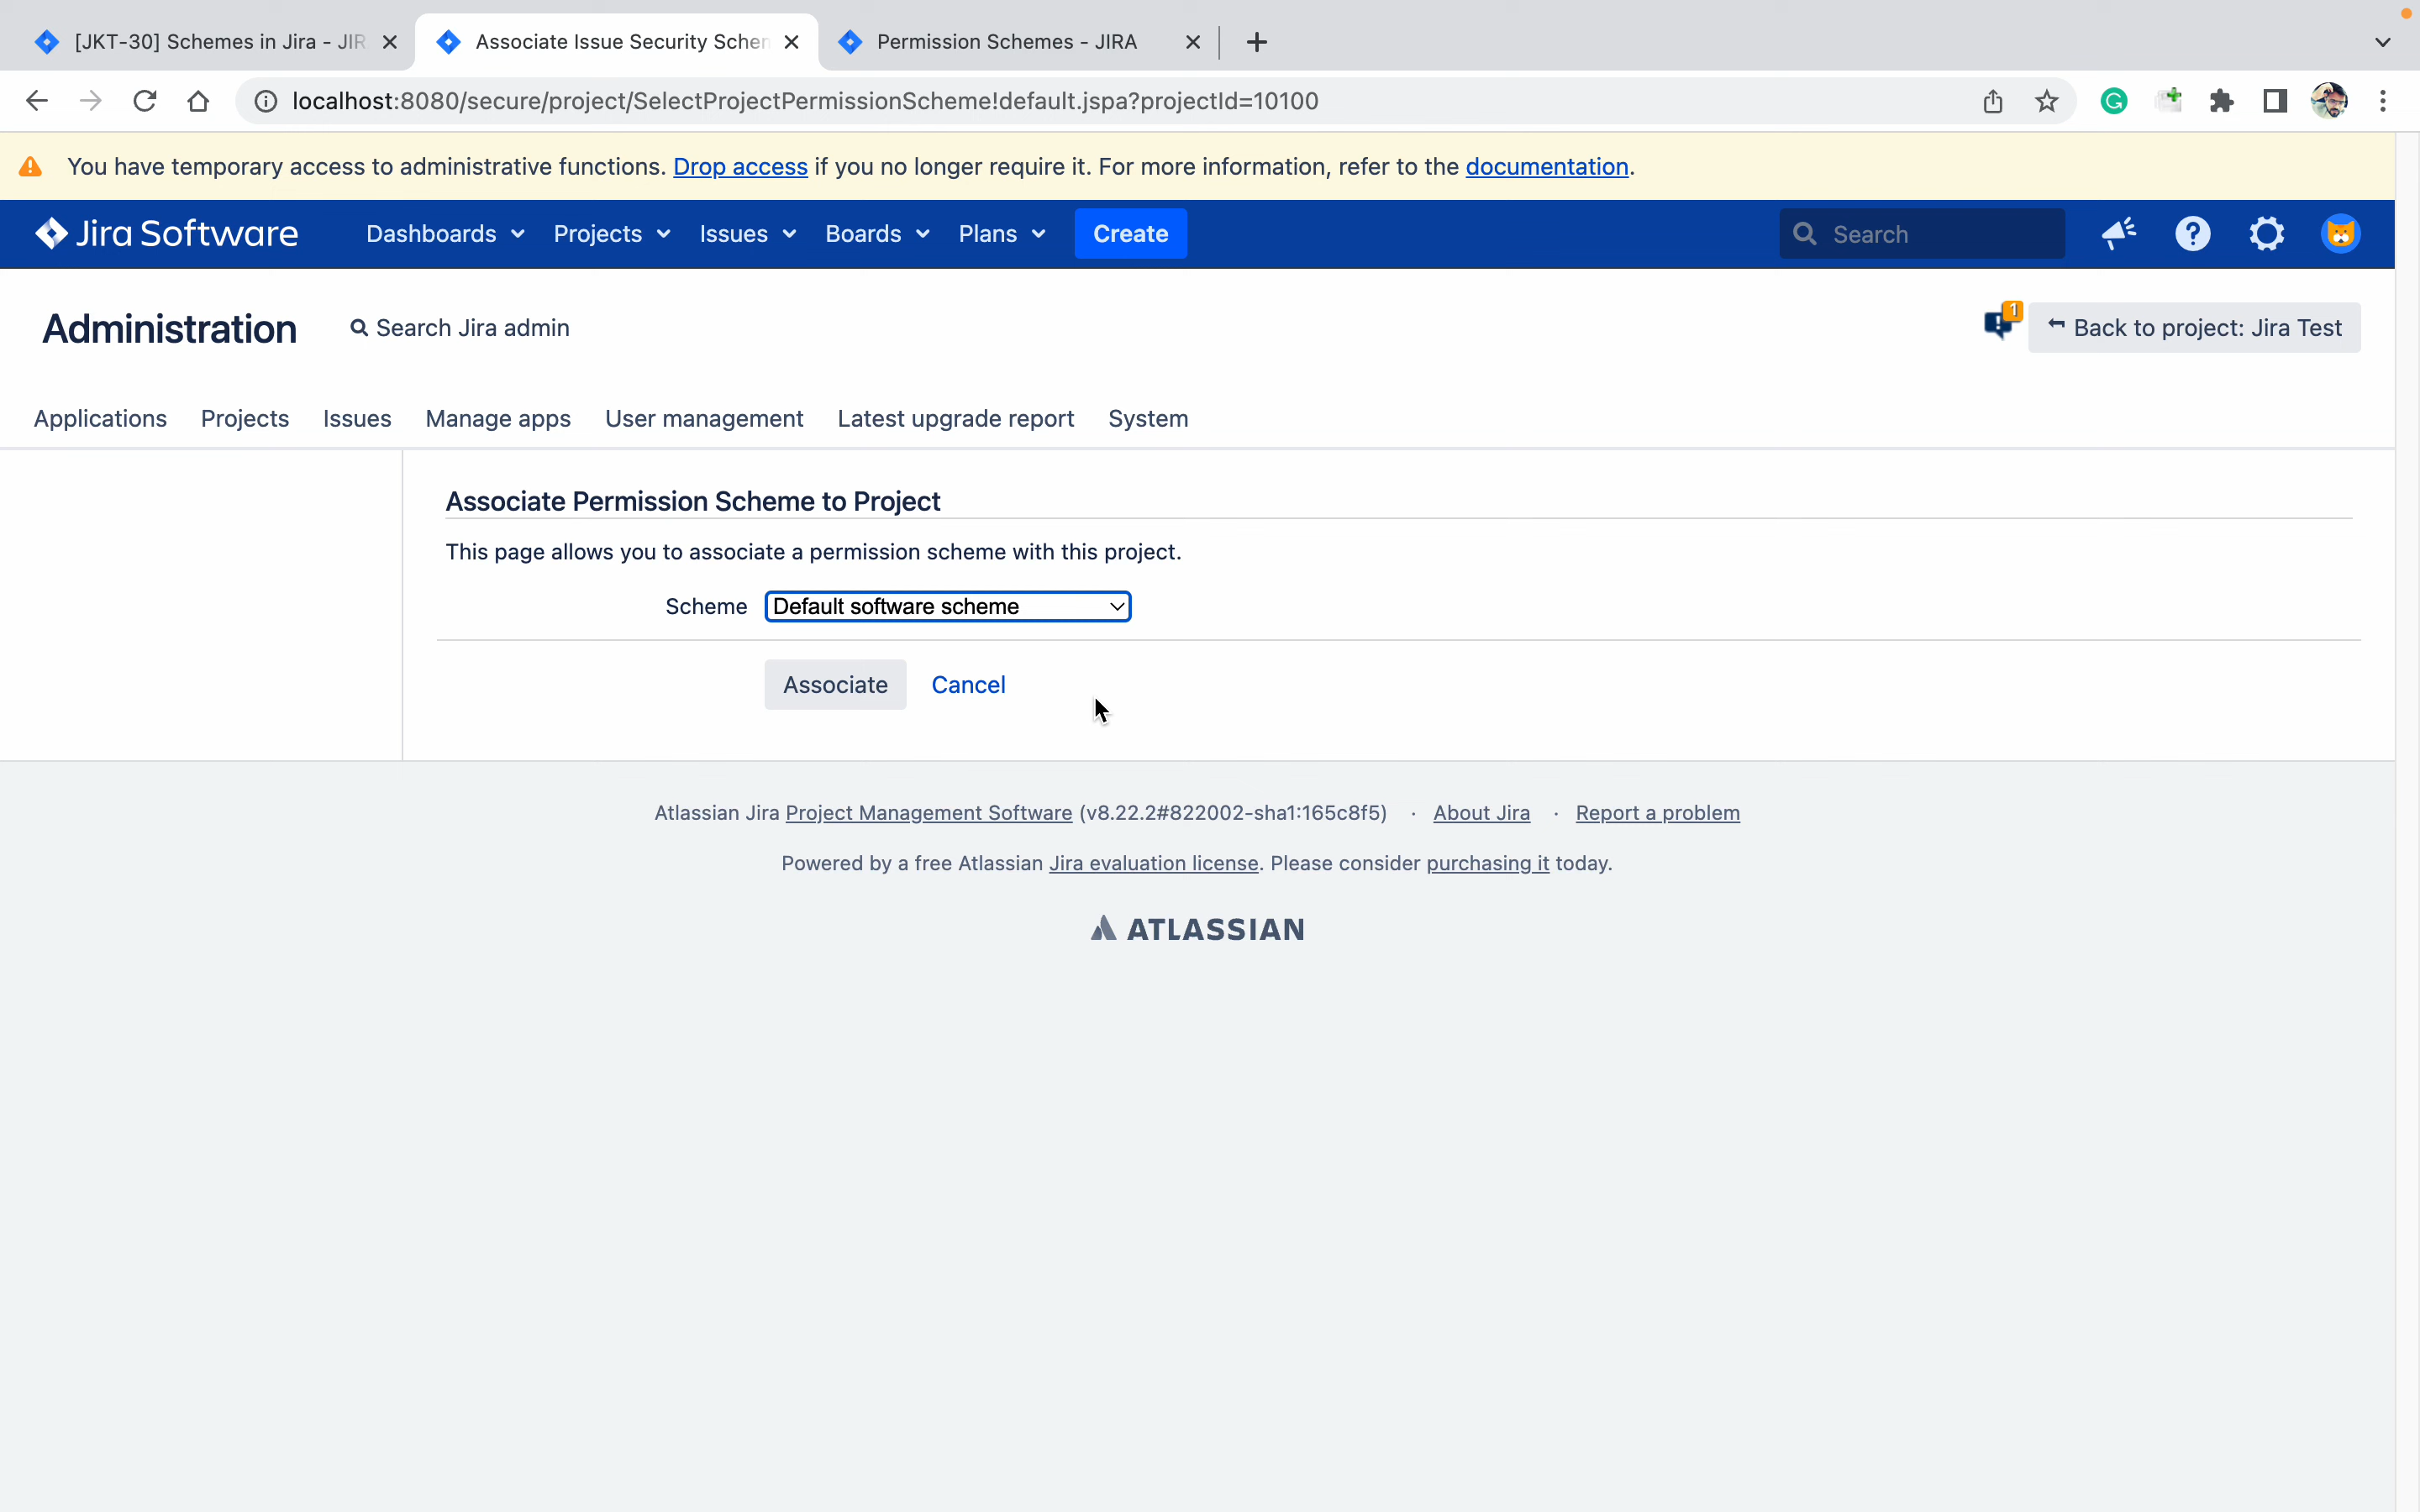 [JKT-30] Schemes in Jira - JIR
Associate Issue Security Schem
Permission Schemes - JIRA
localhost:8080/secure/project/SelectProjectPermissionScheme!default.jspa?projectId=10100
You have temporary access to administrative functions. Drop access if you no longer require it. For more information, refer to the documentation.
Jira Software Dashboards Projects Issues Boards Plans Create Search
Administration Search Jira admin 1 Back to project: Jira Test
Applications Projects Issues Manage apps User management Latest upgrade report System
Associate Permission Scheme to Project
This page allows you to associate a permission scheme with this project.
Scheme Default software scheme
Associate Cancel
Atlassian Jira Project Management Software (v8.22.2#822002-sha1:165c8f5) · About Jira · Report a problem
Powered by a free Atlassian Jira evaluation license. Please consider purchasing it today.
ATLASSIAN